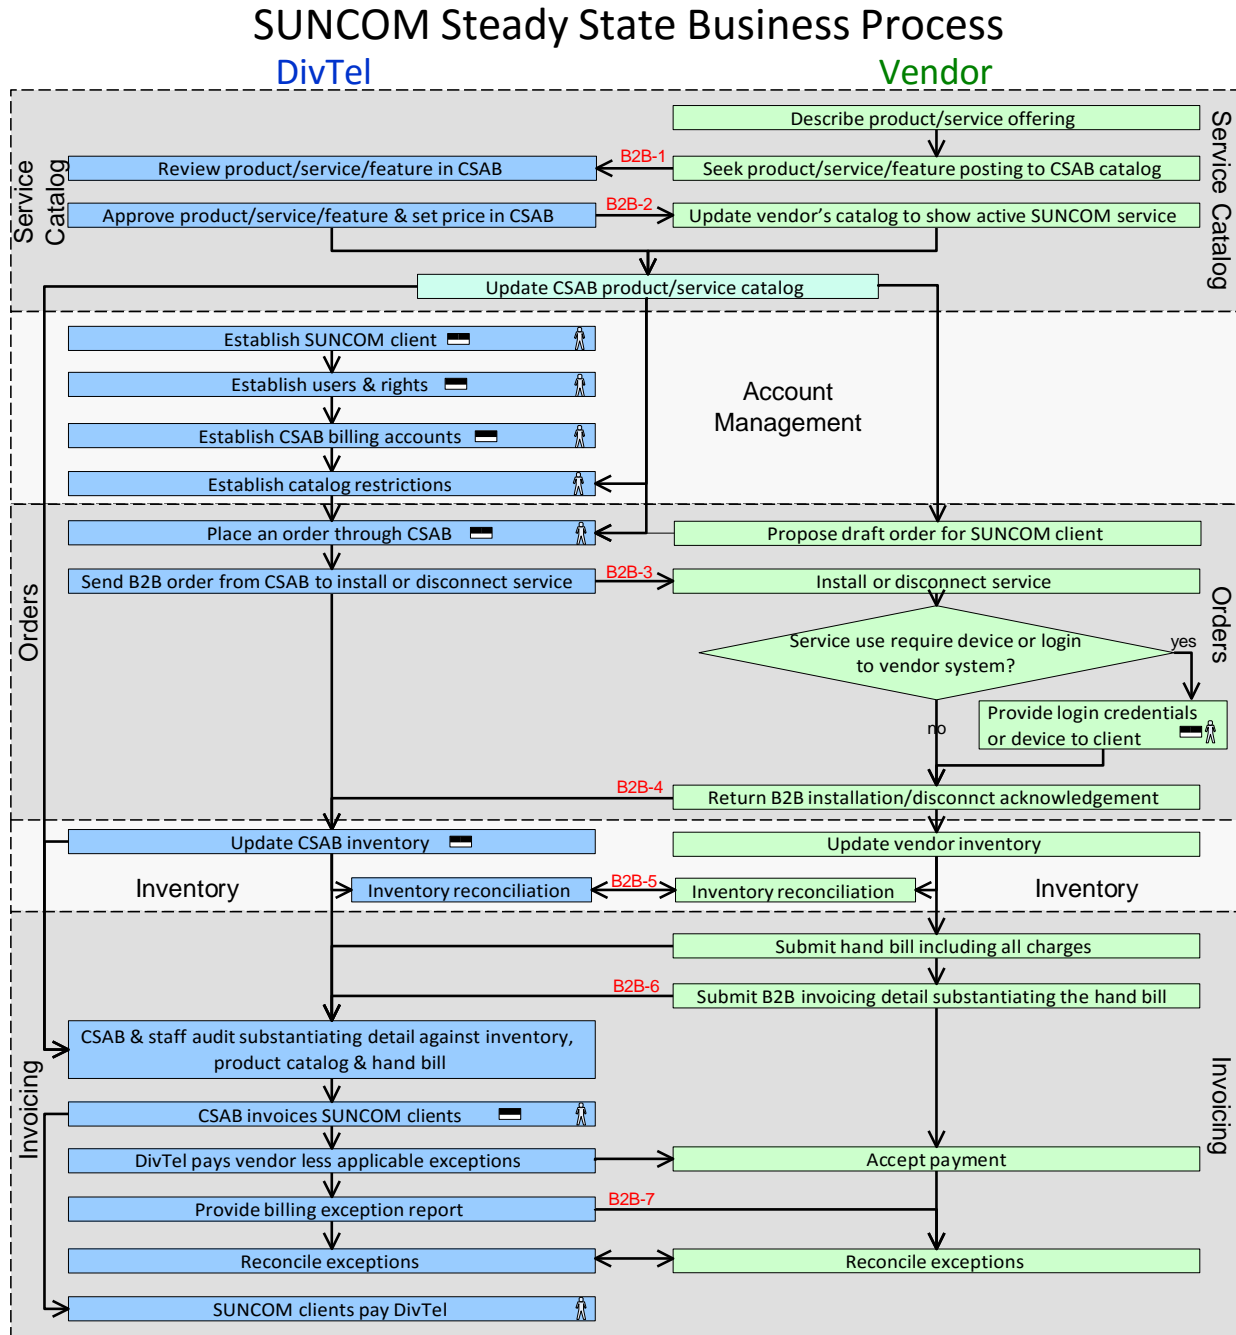 SUNCOM Steady State Business Process
DivTel
Vendor
Service
Catalog
Service Catalog
Describe product/service offering
Review product/service/feature in CSAB
B2B-1
Seek product/service/feature posting to CSAB catalog
Approve product/service/feature & set price in CSAB
B2B-2
Update vendor's catalog to show active SUNCOM service
Update CSAB product/service catalog
Establish SUNCOM client
Establish users & rights
Account
Management
Establish CSAB billing accounts
Establish catalog restrictions
Orders
Orders
Place an order through CSAB
Propose draft order for SUNCOM client
Send B2B order from CSAB to install or disconnect service
B2B-3
Install or disconnect service
Service use require device or login
to vendor system?
yes
no
Provide login credentials
or device to client
B2B-4
Return B2B installation/disconnct acknowledgement
Update CSAB inventory
Update vendor inventory
Inventory
Inventory reconciliation
B2B-5
Inventory reconciliation
Inventory
Invoicing
Invoicing
Submit hand bill including all charges
B2B-6
Submit B2B invoicing detail substantiating the hand bill
CSAB & staff audit substantiating detail against inventory,
product catalog & hand bill
CSAB invoices SUNCOM clients
DivTel pays vendor less applicable exceptions
Accept payment
Provide billing exception report
B2B-7
Reconcile exceptions
Reconcile exceptions
SUNCOM clients pay DivTel